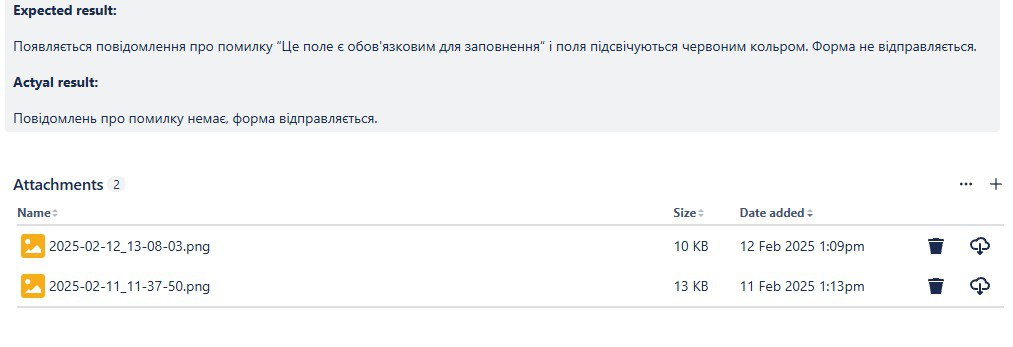 Expected result:
Появляється повідомлення про помилку “Це поле є обов'язковим для заповнення” і поля підсвічуються червоним кольором. Форма не відправляється.
Actyal result:
Повідомлень про помилку немає, форма відправляється.
Attachments 2
Name Size Date added
2025-02-12_13-08-03.png 10 KB 12 Feb 2025 1:09pm
2025-02-11_11-37-50.png 13 KB 11 Feb 2025 1:13pm